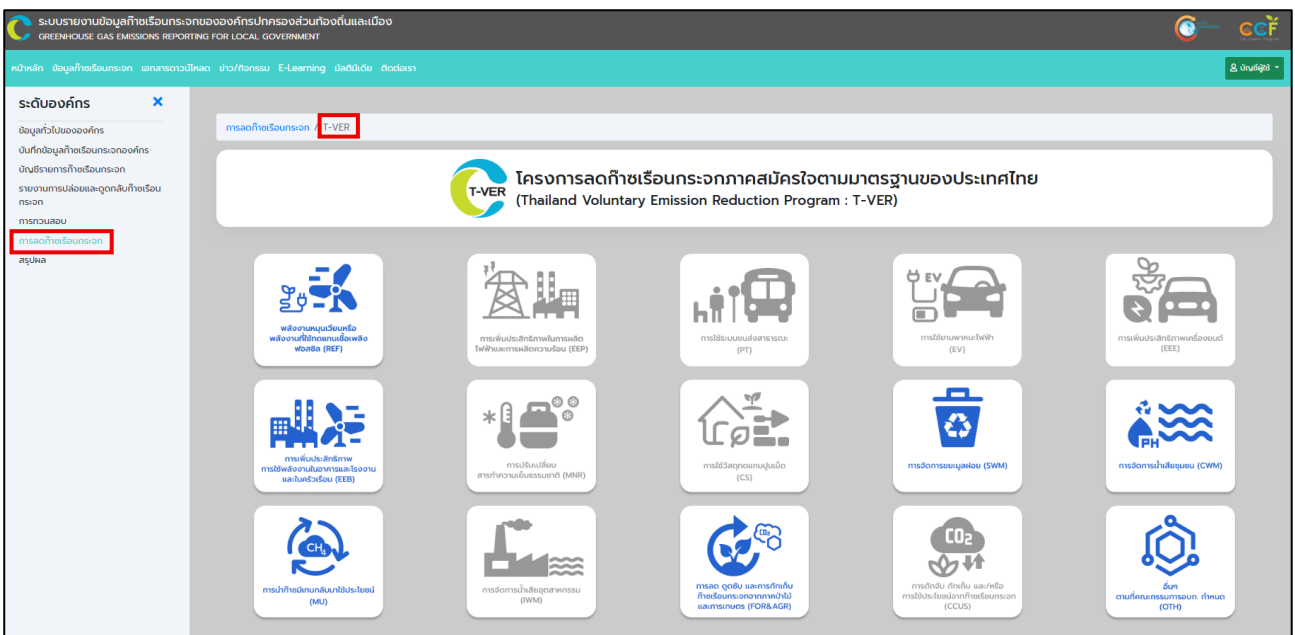 ระบบรายงานข้อมูลก๊าซเรือนกระจกขององค์กรปกครองส่วนท้องถิ่นและเมือง
GREENHOUSE GAS EMISSIONS REPORTING FOR LOCAL GOVERNMENT
CCF
หน้าหลัก ข้อมูลก๊าซเรือนกระจก เอกสารดาวน์โหลด ข่าว/กิจกรรม E-Learning มัลติมีเดีย ติดต่อเรา
บัญชีผู้ใช้
ระดับองค์กร
ข้อมูลทั่วไปขององค์กร
บันทึกข้อมูลก๊าซเรือนกระจกองค์กร
บัญชีรายการก๊าซเรือนกระจก
รายงานการปล่อยและดูดกลับก๊าซเรือน
กระจก
การทวนสอบ
การลดก๊าซเรือนกระจก
สรุปผล
การลดก๊าซเรือนกระจก / T-VER
T-VER
โครงการลดก๊าซเรือนกระจกภาคสมัครใจตามมาตรฐานของประเทศไทย
(Thailand Voluntary Emission Reduction Program : T-VER)
พลังงานหมุนเวียนหรือ
พลังงานที่ใช้ทดแทนเชื้อเพลิง
ฟอสซิล (REF)
การเพิ่มประสิทธิภาพในการผลิต
ไฟฟ้าและการผลิตความร้อน (EEP)
การใช้ระบบขนส่งสาธารณะ
(PT)
EV
การใช้ยานพาหนะไฟฟ้า
(EV)
การเพิ่มประสิทธิภาพเครื่องยนต์
(EEE)
การเพิ่มประสิทธิภาพ
การใช้พลังงานในอาคารและโรงงาน
และในครัวเรือน (EEB)
การปรับเปลี่ยน
สารทำความเย็นธรรมชาติ (MNR)
การใช้วัสดุทดแทนปูนเม็ด
(CS)
การจัดการขยะมูลฝอย (SWM)
PH
การจัดการน้ำเสียชุมชน (CWM)
CH4
การนำก๊าซมีเทนกลับมาใช้ประโยชน์
(MU)
การจัดการน้ำเสียอุตสาหกรรม
(IWM)
CO2
การลด ดูดซับ และการกักเก็บ
ก๊าซเรือนกระจกจากภาคป่าไม้
และการเกษตร (FOR&AGR)
CO2
การดักจับ กักเก็บ และ/หรือ
การใช้ประโยชน์จากก๊าซเรือนกระจก
(CCUS)
อื่นๆ
ตามที่คณะกรรมการอบก. กำหนด
(OTH)